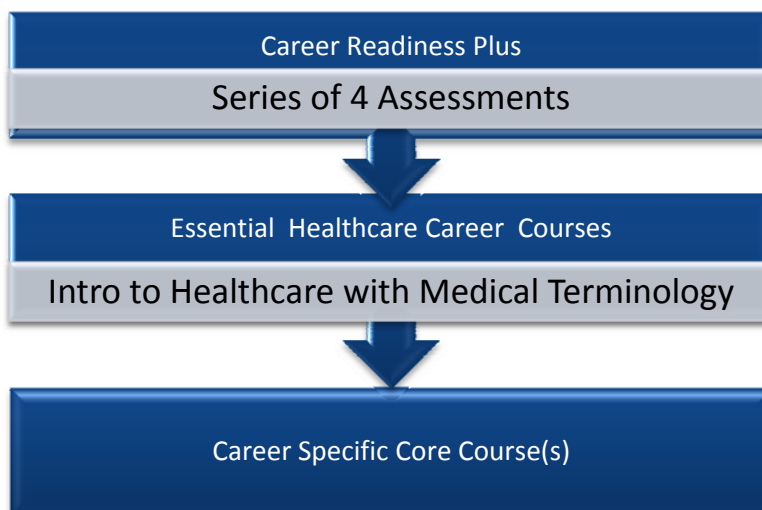 Career Readiness Plus
Series of 4 Assessments
Essential Healthcare Career Courses
Intro to Healthcare with Medical Terminology
Career Specific Core Course(s)